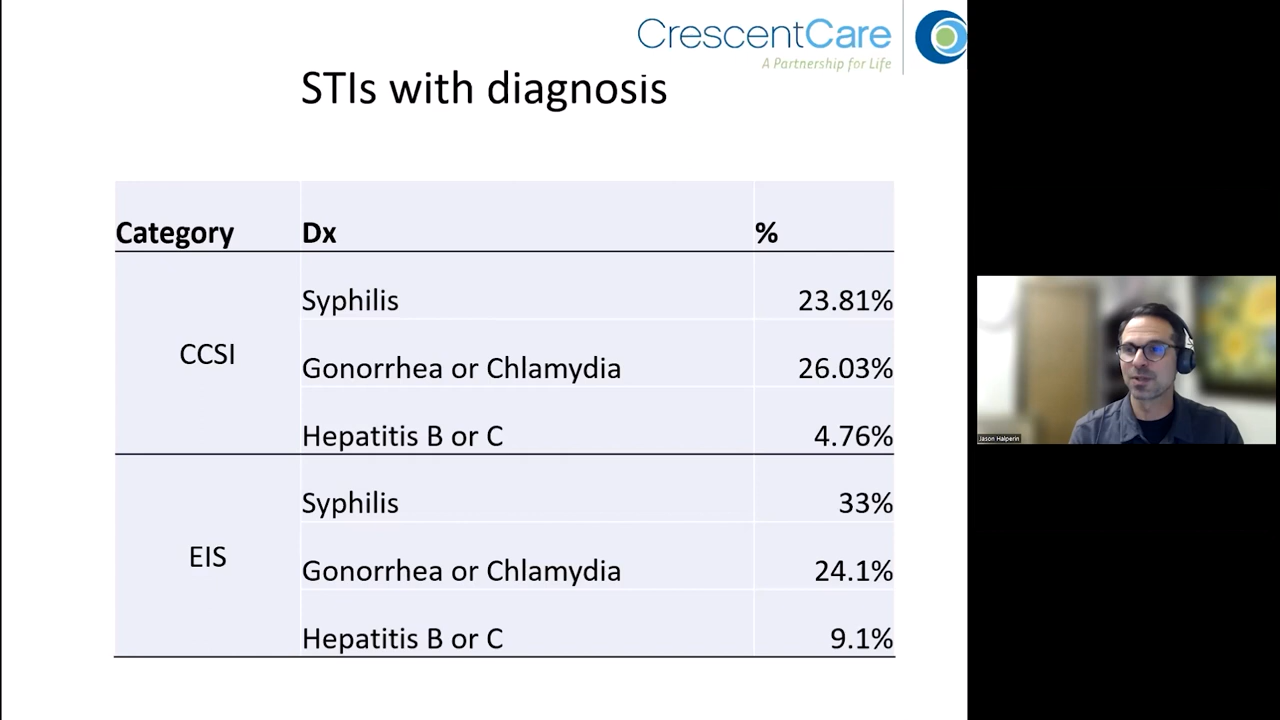 CrescentCare
A Partnership for Life
STIs with diagnosis
Category Dx %
CCSI
Syphilis 23.81%
Gonorrhea or Chlamydia 26.03%
Hepatitis B or C 4.76%
EIS
Syphilis 33%
Gonorrhea or Chlamydia 24.1%
Hepatitis B or C 9.1%
Jason Halperin